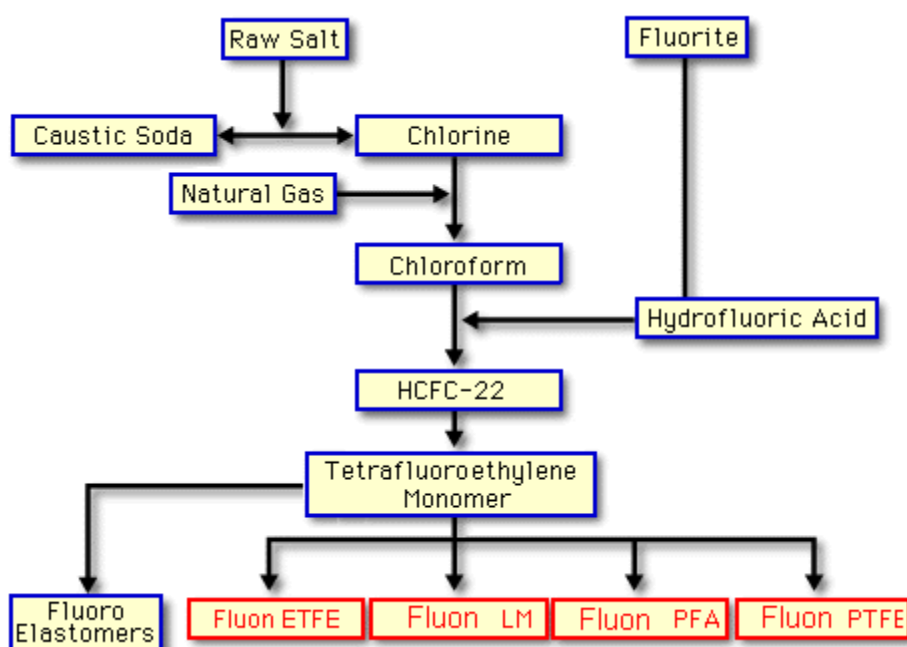 Raw Salt
Fluorite
Caustic Soda
Chlorine
Natural Gas
Chloroform
Hydrofluoric Acid
HCFC-22
Tetrafluoroethylene
Monomer
Fluoro
Elastomers
Fluon ETFE
Fluon LM
Fluon PFA
Fluon PTFE